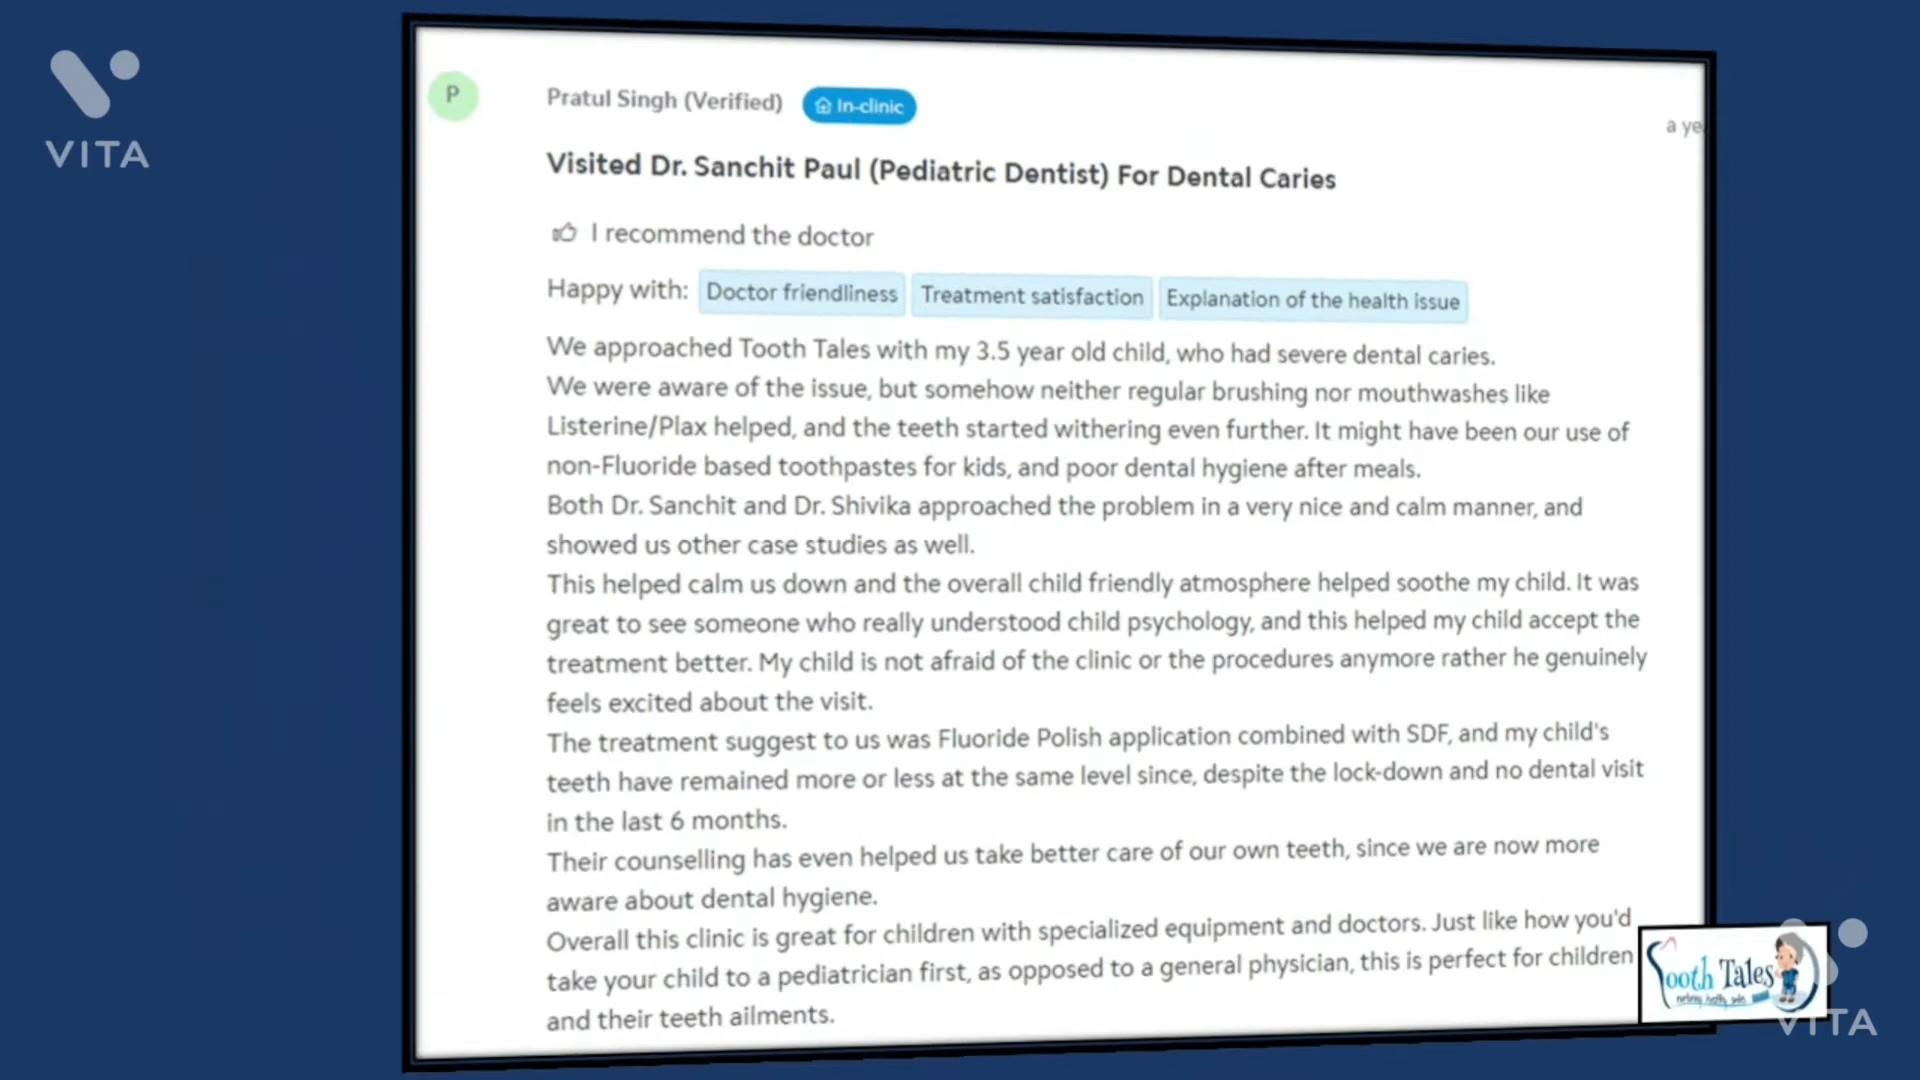 VITA
P
Pratul Singh (Verified)
In-clinic
a ye
Visited Dr. Sanchit Paul (Pediatric Dentist) For Dental Caries
I recommend the doctor
Happy with: Doctor friendliness Treatment satisfaction Explanation of the health issue
We approached Tooth Tales with my 3.5 year old child, who had severe dental caries.
We were aware of the issue, but somehow neither regular brushing nor mouthwashes like
Listerine/Plax helped, and the teeth started withering even further. It might have been our use of
non-Fluoride based toothpastes for kids, and poor dental hygiene after meals.
Both Dr. Sanchit and Dr. Shivika approached the problem in a very nice and calm manner, and
showed us other case studies as well.
This helped calm us down and the overall child friendly atmosphere helped soothe my child. It was
great to see someone who really understood child psychology, and this helped my child accept the
treatment better. My child is not afraid of the clinic or the procedures anymore rather he genuinely
feels excited about the visit.
The treatment suggest to us was Fluoride Polish application combined with SDF, and my child's
teeth have remained more or less at the same level since, despite the lock-down and no dental visit
in the last 6 months.
Their counselling has even helped us take better care of our own teeth, since we are now more
aware about dental hygiene.
Overall this clinic is great for children with specialized equipment and doctors. Just like how you'd
take your child to a pediatrician first, as opposed to a general physician, this is perfect for children
and their teeth ailments.
Tooth Tales
VITA